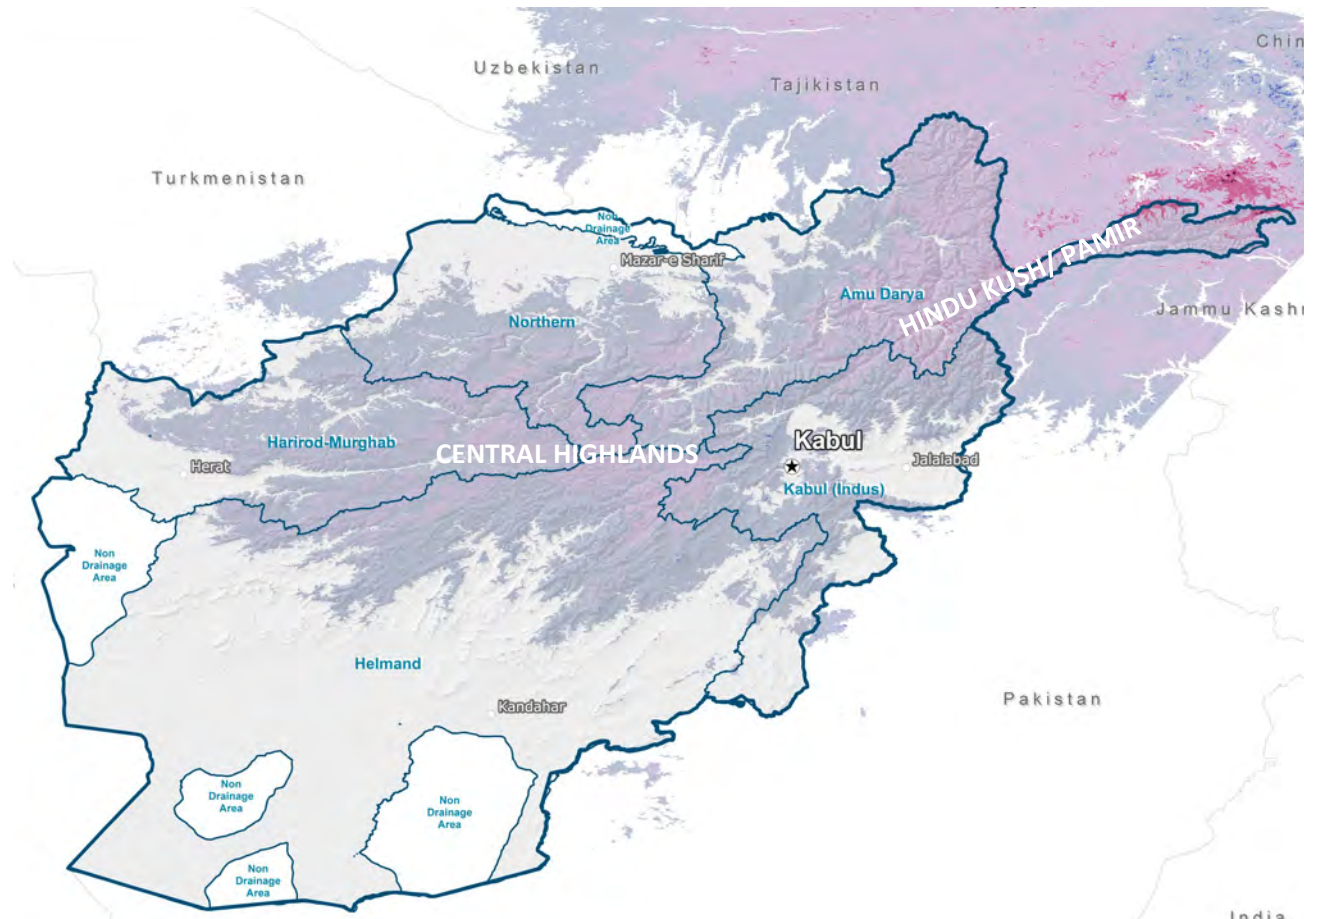 Chin
Uzbekistan
Tajikistan
Turkmenistan
Non
Drainage
Area
Mazar-e Sharif
HINDU KUSH/ PAMIR
Amu Darya
Jammu Kashr
Northern
Harirod-Murghab
CENTRAL HIGHLANDS
Kabul
Herat
Jalalabad
Kabul (Indus)
Non
Drainage
Area
Helmand
Kandahar
Pakistan
Non
Drainage
Area
Non
Drainage
Area
Non
Drainage
Area
India